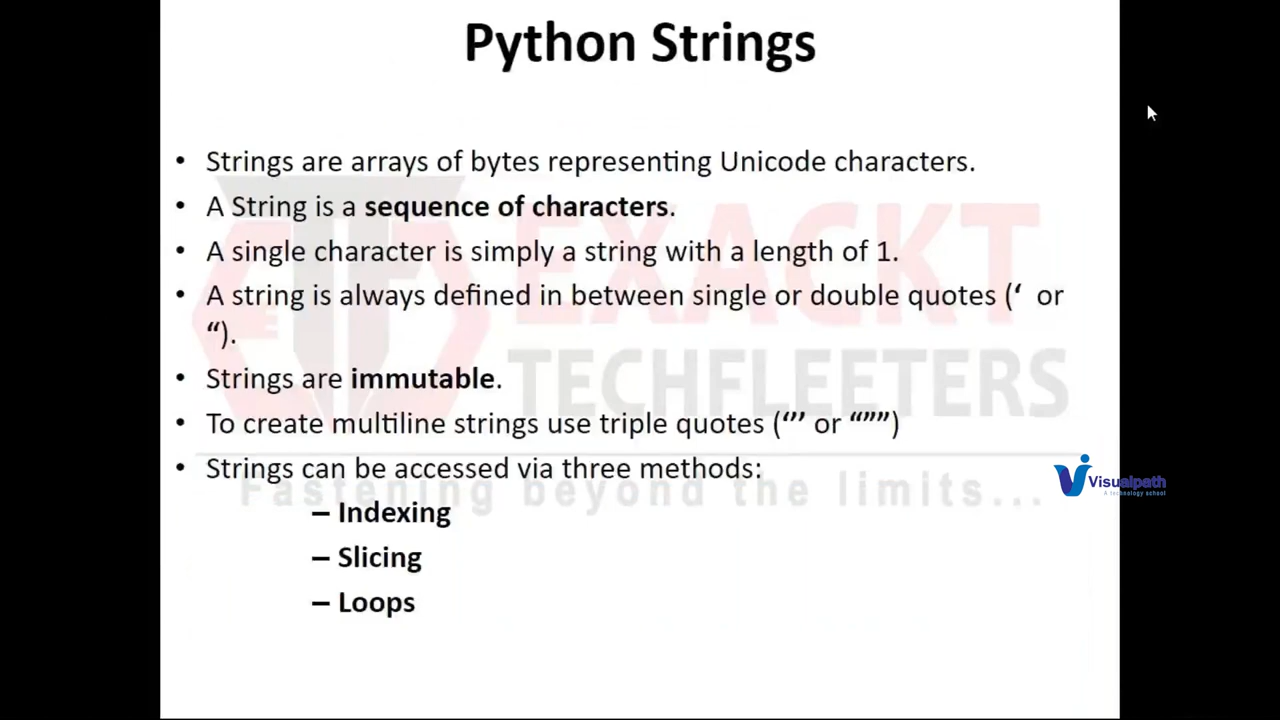 Python Strings
• Strings are arrays of bytes representing Unicode characters.
• A String is a sequence of characters.
• A single character is simply a string with a length of 1.
• A string is always defined in between single or double quotes (‘ or
“).
• Strings are immutable.
• To create multiline strings use triple quotes (‘’’ or “””)
• Strings can be accessed via three methods:
– Indexing
– Slicing
– Loops
EXACKT
TECHFLEETERS
Fastening beyond the limits...
Visualpath
A technology school